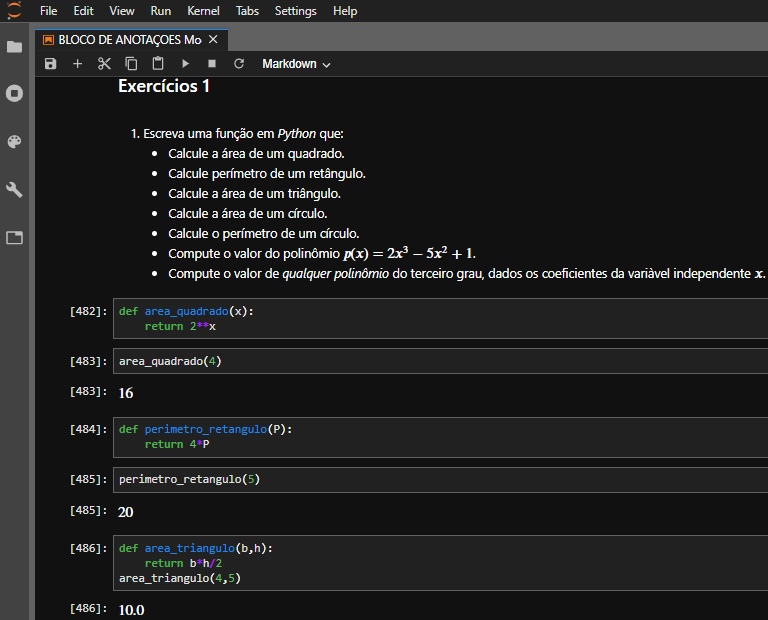 File Edit View Run Kernel Tabs Settings Help
BLOCO DE ANOTAÇOES Mo
Markdown
Exercícios 1
1. Escreva uma função em Python que:
• Calcule a área de um quadrado.
• Calcule perímetro de um retângulo.
• Calcule a área de um triângulo.
• Calcule a área de um círculo.
• Calcule o perímetro de um círculo.
• Compute o valor do polinômio p(x) = 2x³ − 5x² + 1.
• Compute o valor de qualquer polinômio do terceiro grau, dados os coeficientes da variàvel independente x.
[482]: def area_quadrado(x):
return 2**x
[483]: area_quadrado(4)
[483]: 16
[484]: def perimetro_retangulo(P):
return 4*P
[485]: perimetro_retangulo(5)
[485]: 20
[486]: def area_triangulo(b,h):
return b*h/2
area_triangulo(4,5)
[486]: 10.0